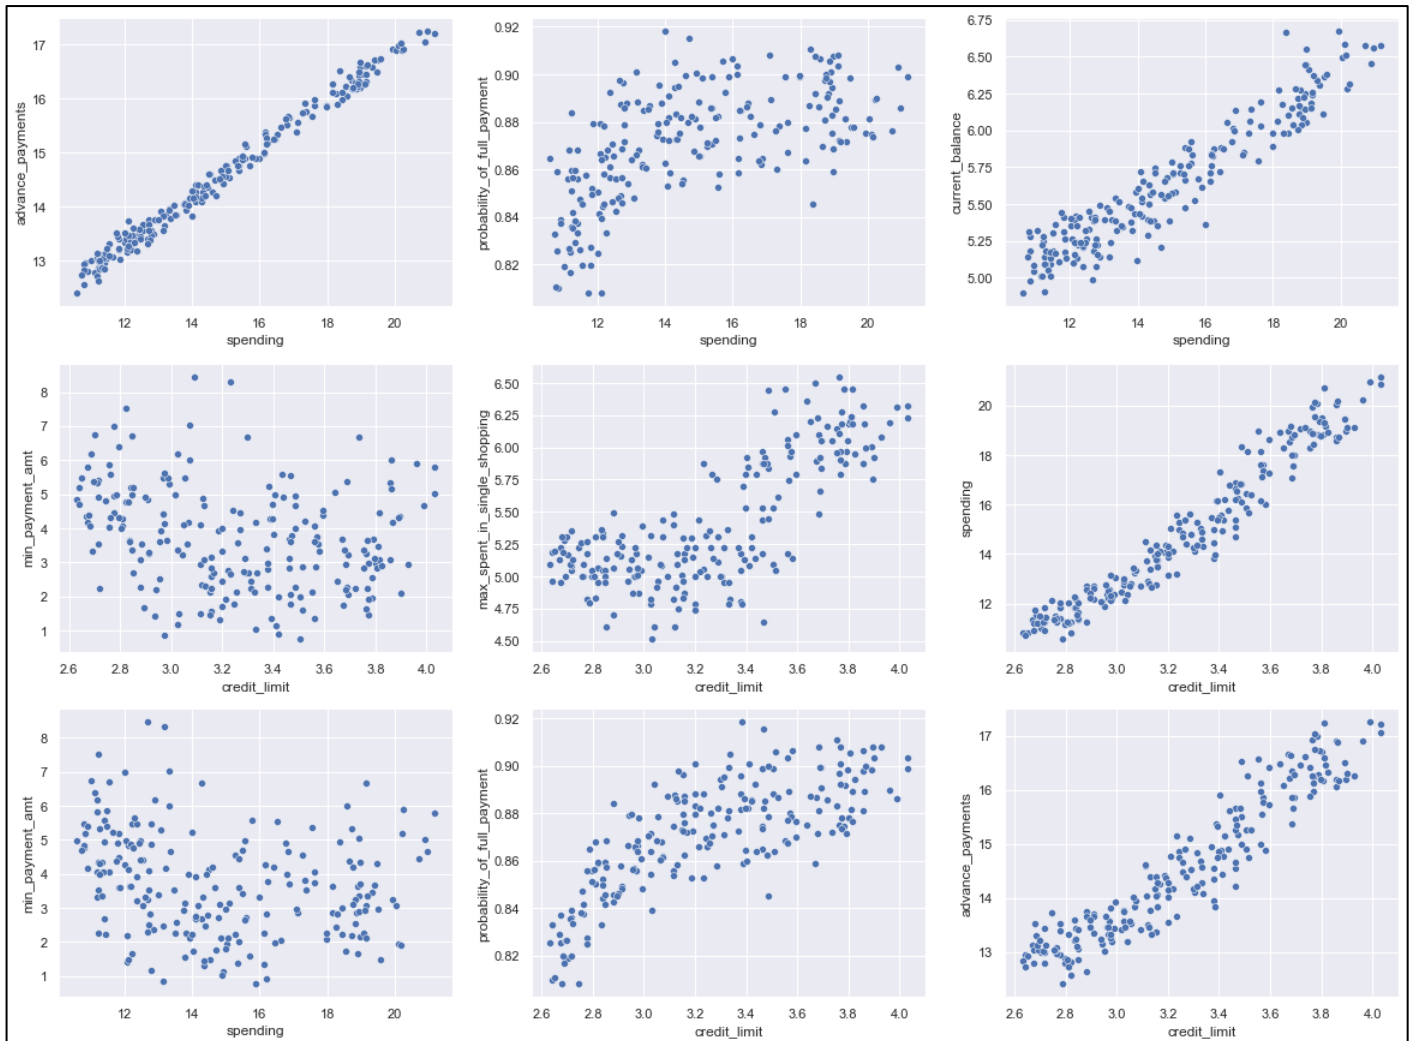 advance_payments
17
16
15
14
13
12 14 16 18 20
spending
probability_of_full_payment
0.92
0.90
0.88
0.86
0.84
0.82
12 14 16 18 20
spending
current_balance
6.75
6.50
6.25
6.00
5.75
5.50
5.25
5.00
12 14 16 18 20
spending
min_payment_amt
8
7
6
5
4
3
2
1
2.6 2.8 3.0 3.2 3.4 3.6 3.8 4.0
credit_limit
max_spent_in_single_shopping
6.50
6.25
6.00
5.75
5.50
5.25
5.00
4.75
4.50
2.6 2.8 3.0 3.2 3.4 3.6 3.8 4.0
credit_limit
spending
20
18
16
14
12
2.6 2.8 3.0 3.2 3.4 3.6 3.8 4.0
credit_limit
min_payment_amt
8
7
6
5
4
3
2
1
12 14 16 18 20
spending
probability_of_full_payment
0.92
0.90
0.88
0.86
0.84
0.82
2.6 2.8 3.0 3.2 3.4 3.6 3.8 4.0
credit_limit
advance_payments
17
16
15
14
13
2.6 2.8 3.0 3.2 3.4 3.6 3.8 4.0
credit_limit